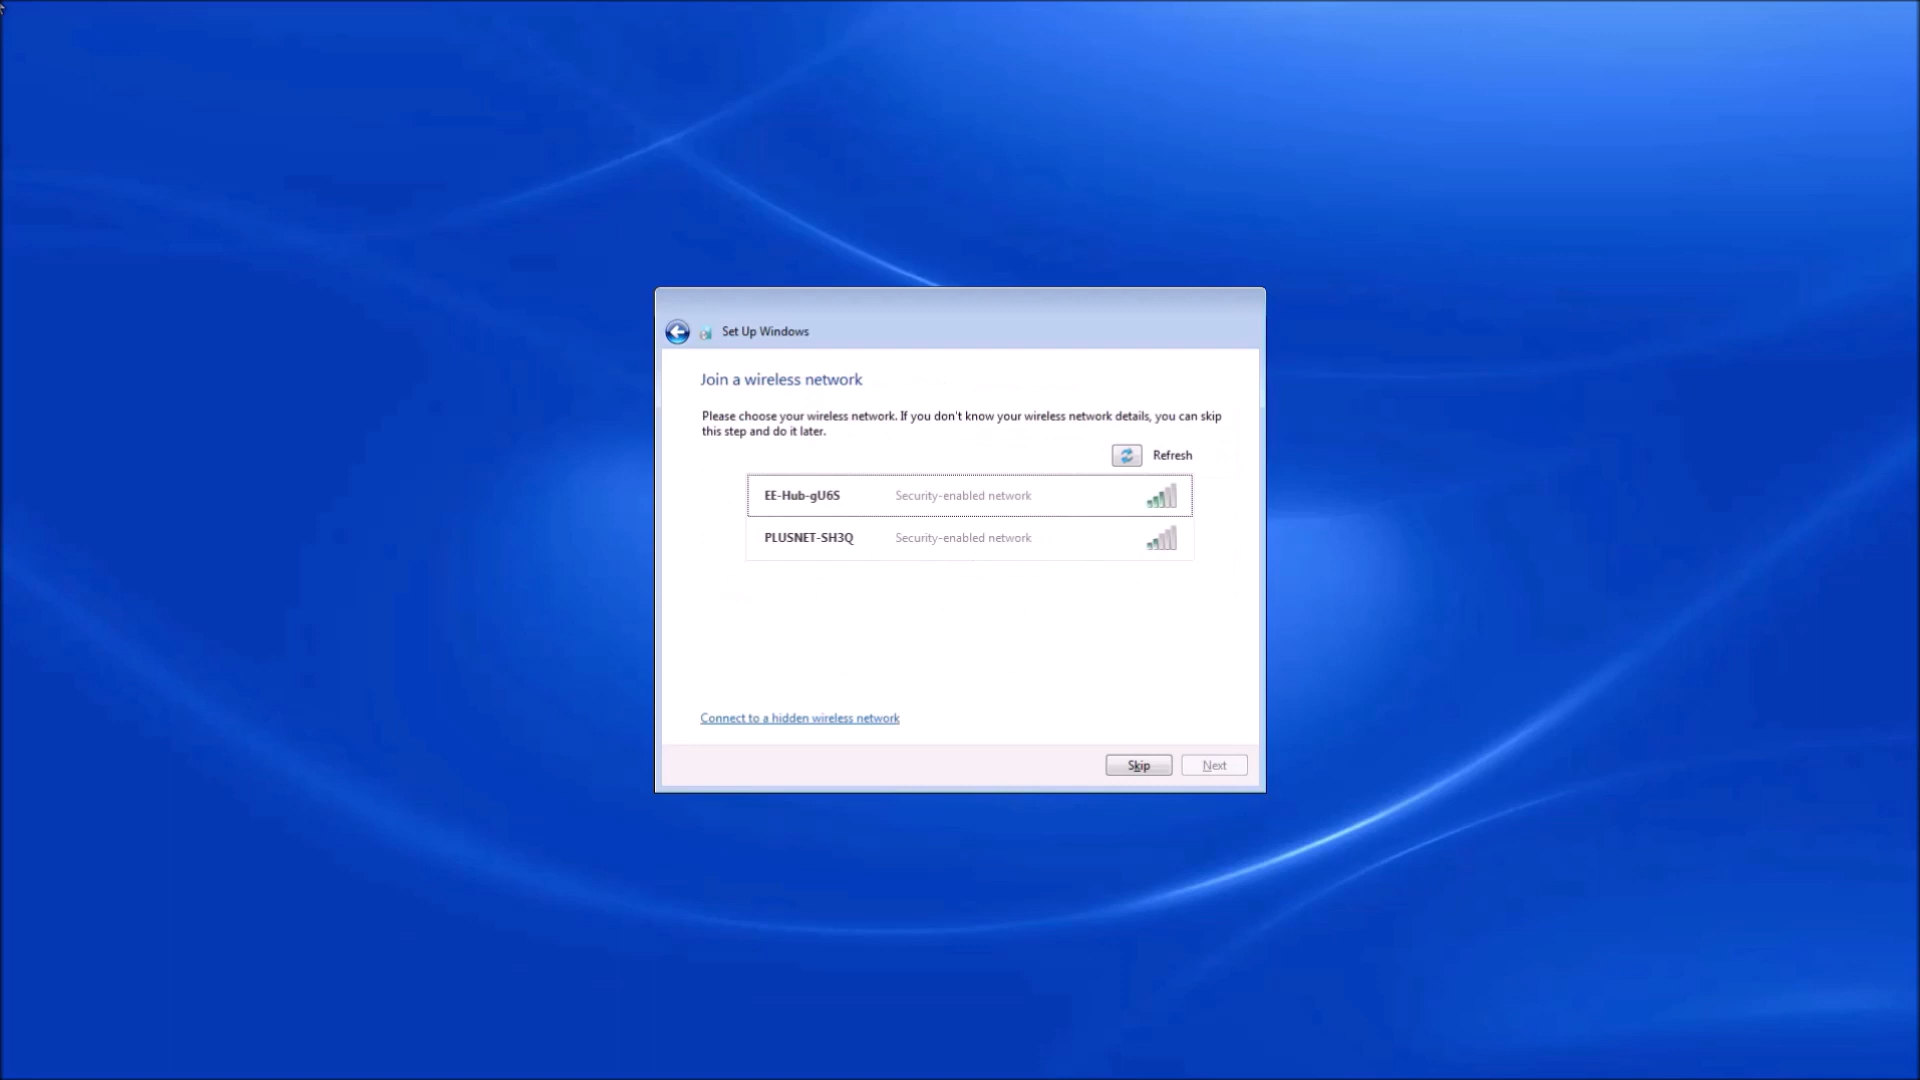 Set Up Windows
Join a wireless network
Please choose your wireless network. If you don't know your wireless network details, you can skip
this step and do it later.
Refresh
EE-Hub-gU6S Security-enabled network
PLUSNET-SH3Q Security-enabled network
Connect to a hidden wireless network
Skip Next